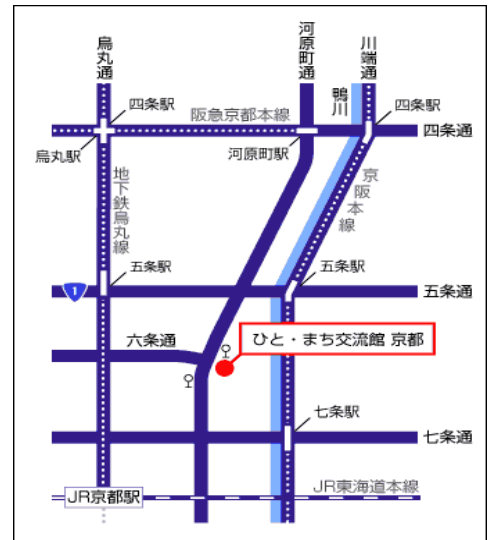 烏丸通
河原町通
川端通
鴨川
四条駅
阪急京都本線
四条駅
四条通
烏丸駅
河原町駅
地下鉄烏丸線
京阪本線
五条駅
五条駅
1
五条通
六条通
ひと・まち交流館 京都
七条駅
七条通
JR京都駅
JR東海道本線